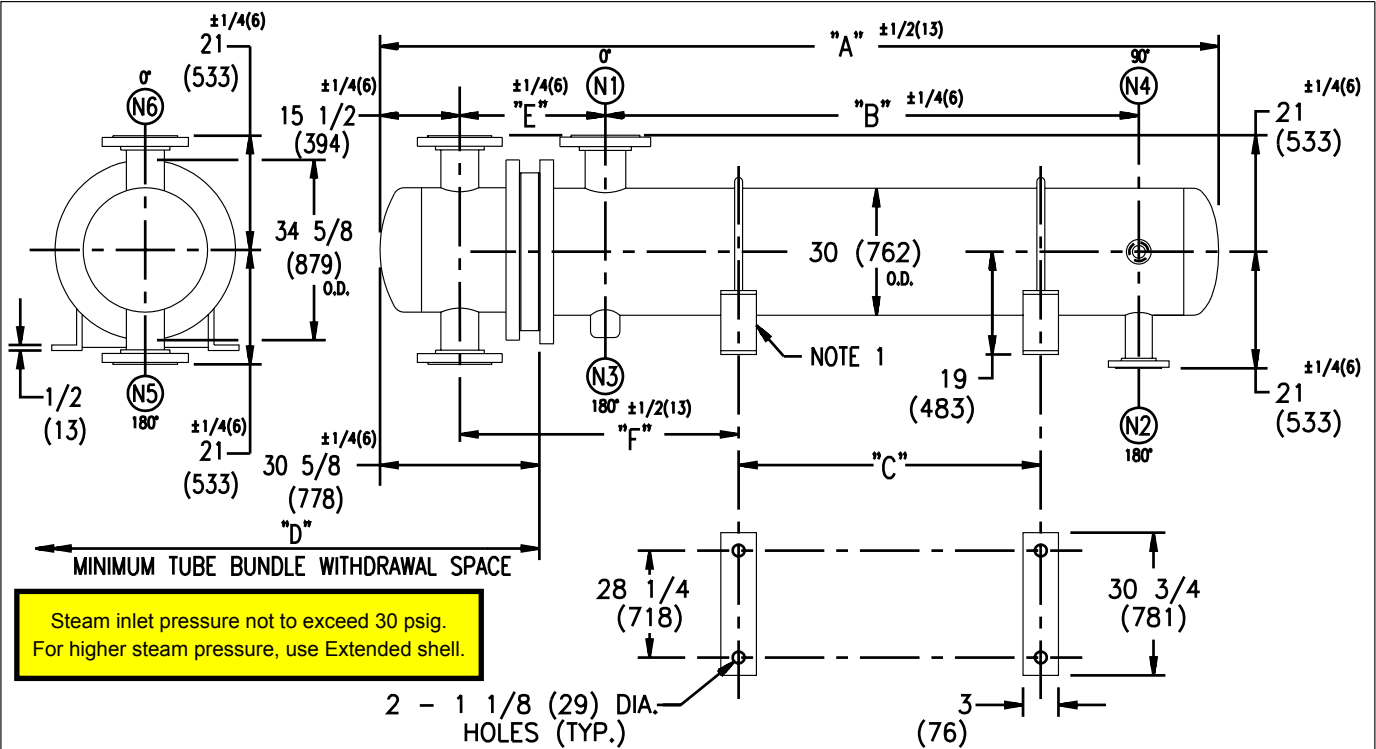 ±1/4(6)
21
(533)
0°
N6
34 5/8
(879)
O.D.
1/2
(13)
N5
180°
±1/4(6)
21
(533)
"A" ±1/2(13)
±1/4(6)
15 1/2
(394)
±1/4(6)
"E"
0°
N1
"B" ±1/4(6)
90°
N4
±1/4(6)
21
(533)
30 (762)
O.D.
NOTE 1
19
(483)
±1/4(6)
21
(533)
N3
180°
N2
180°
±1/2(13)
"F"
±1/4(6)
30 5/8
(778)
"C"
"D"
MINIMUM TUBE BUNDLE WITHDRAWAL SPACE
Steam inlet pressure not to exceed 30 psig.
For higher steam pressure, use Extended shell.
28 1/4
(718)
30 3/4
(781)
2 - 1 1/8 (29) DIA.
HOLES (TYP.)
3
(76)